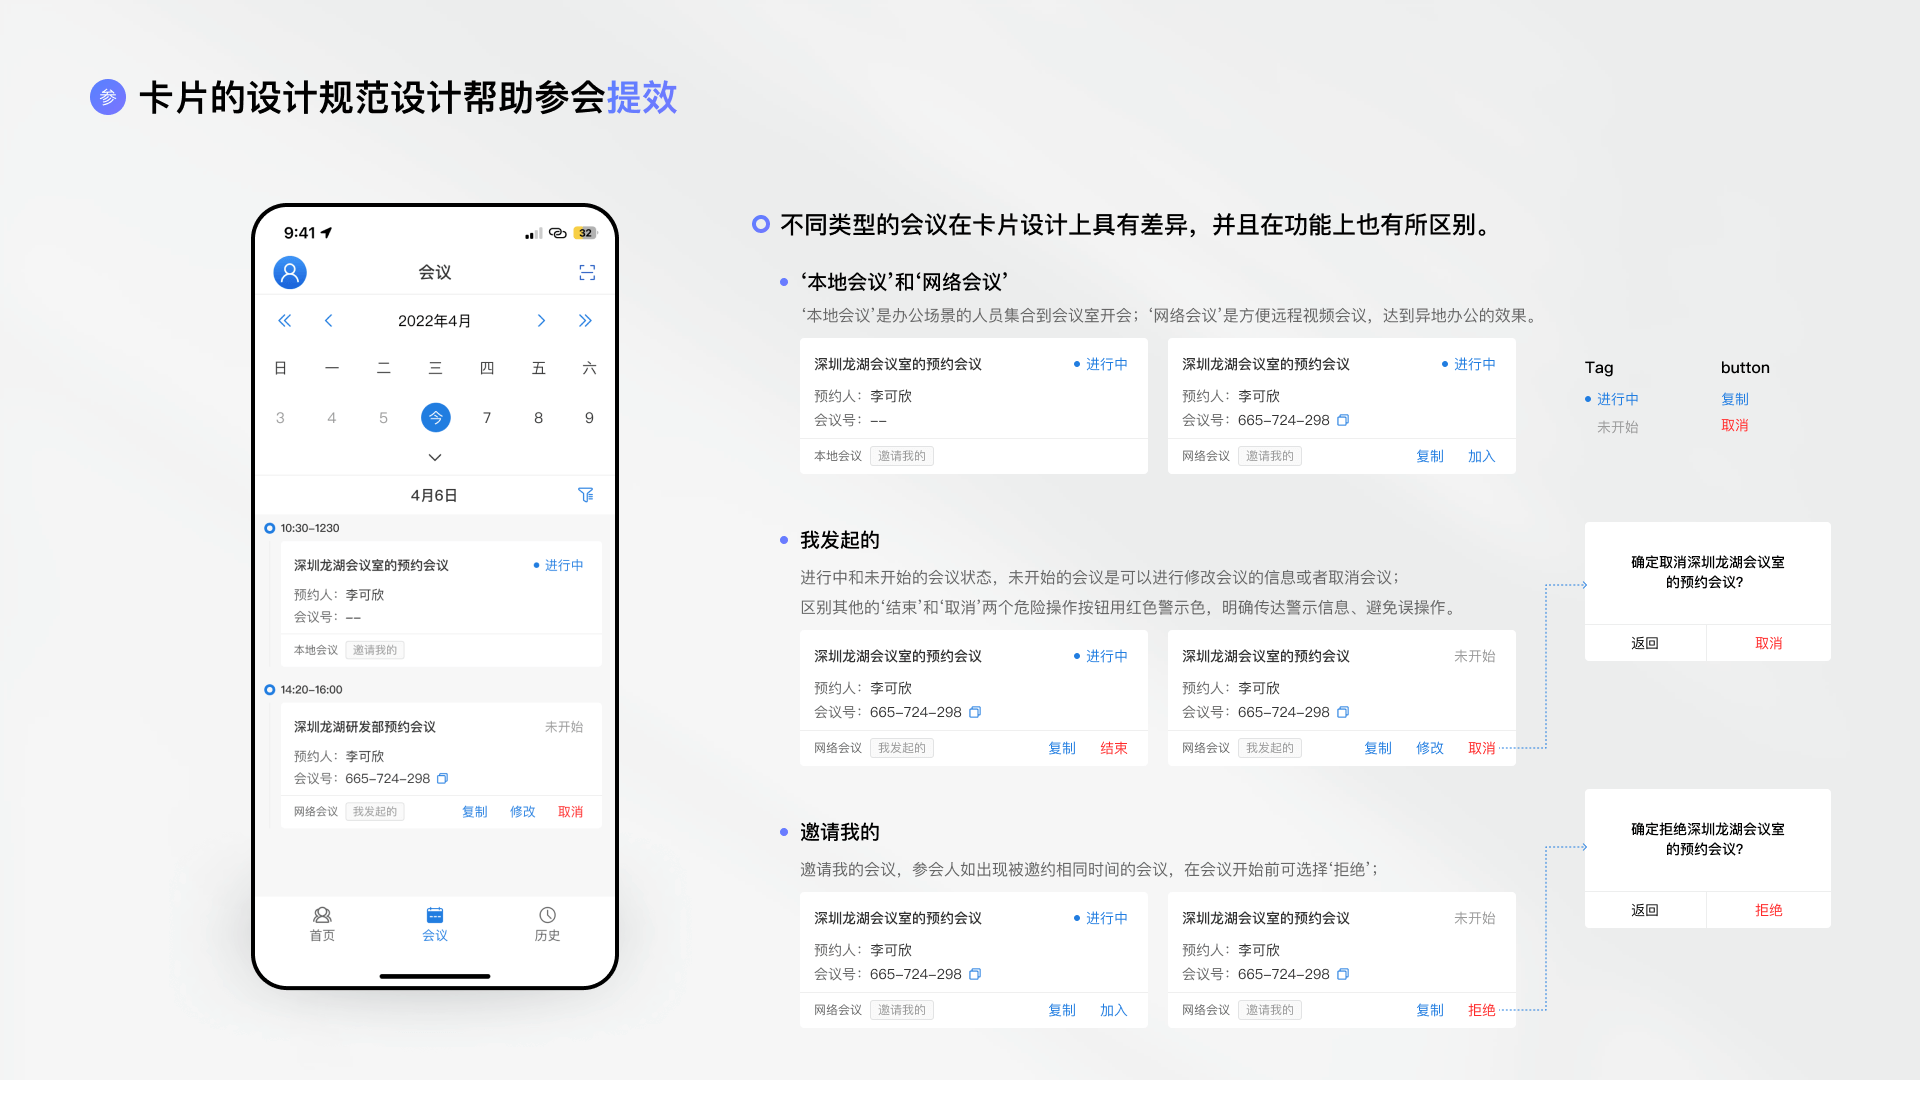 参 卡片的设计规范设计帮助参会提效
9:41
32
会议
2022年4月
日 一 二 三 四 五 六
3 4 5 今 7 8 9
4月6日
10:30-1230
深圳龙湖会议室的预约会议 进行中
预约人：李可欣
会议号：--
本地会议 邀请我的
14:20-16:00
深圳龙湖研发部预约会议 未开始
预约人：李可欣
会议号：665-724-298
网络会议 我发起的 复制 修改 取消
首页 会议 历史
不同类型的会议在卡片设计上具有差异，并且在功能上也有所区别。
‘本地会议’和‘网络会议’
‘本地会议’是办公场景的人员集合到会议室开会；‘网络会议’是方便远程视频会议，达到异地办公的效果。
深圳龙湖会议室的预约会议 进行中
预约人：李可欣
会议号：--
本地会议 邀请我的
深圳龙湖会议室的预约会议 进行中
预约人：李可欣
会议号：665-724-298
网络会议 邀请我的 复制 加入
Tag button
进行中 复制
未开始 取消
我发起的
进行中和未开始的会议状态，未开始的会议是可以进行修改会议的信息或者取消会议；
区别其他的‘结束’和‘取消’两个危险操作按钮用红色警示色，明确传达警示信息、避免误操作。
深圳龙湖会议室的预约会议 进行中
预约人：李可欣
会议号：665-724-298
网络会议 我发起的 复制 结束
深圳龙湖会议室的预约会议 未开始
预约人：李可欣
会议号：665-724-298
网络会议 我发起的 复制 修改 取消
确定取消深圳龙湖会议室
的预约会议?
返回 取消
邀请我的
邀请我的会议，参会人如出现被邀约相同时间的会议，在会议开始前可选择‘拒绝’；
深圳龙湖会议室的预约会议 进行中
预约人：李可欣
会议号：665-724-298
网络会议 邀请我的 复制 加入
深圳龙湖会议室的预约会议 未开始
预约人：李可欣
会议号：665-724-298
网络会议 邀请我的 复制 拒绝
确定拒绝深圳龙湖会议室
的预约会议?
返回 拒绝